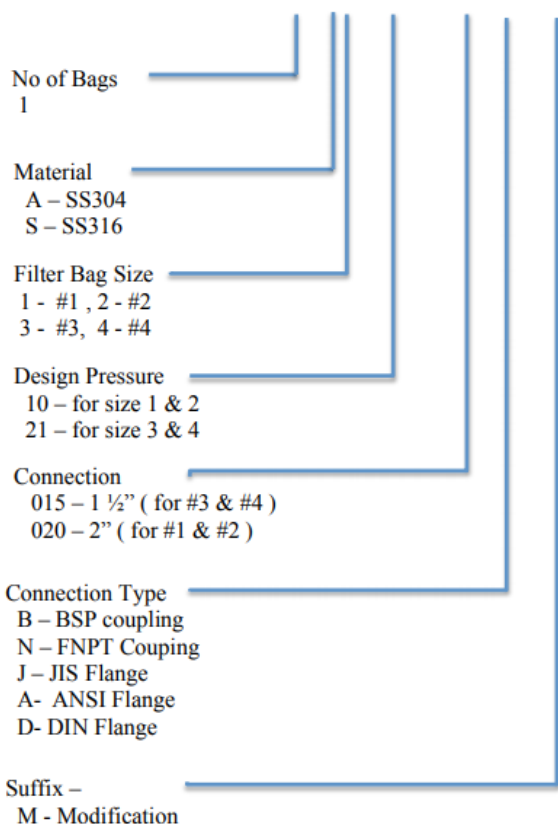 No of Bags
1
Material
A – SS304
S – SS316
Filter Bag Size
1 - #1 , 2 - #2
3 - #3, 4 - #4
Design Pressure
10 – for size 1 & 2
21 – for size 3 & 4
Connection
015 – 1 ½” ( for #3 & #4 )
020 – 2” ( for #1 & #2 )
Connection Type
B – BSP coupling
N – FNPT Couping
J – JIS Flange
A- ANSI Flange
D- DIN Flange
Suffix –
M - Modification